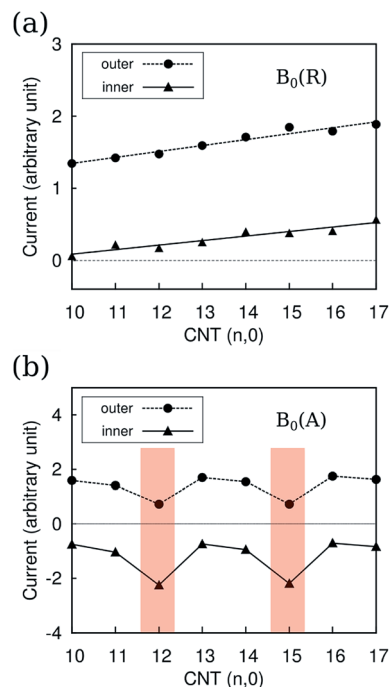 (a)
Current (arbitrary unit)
3
2
1
0
outer
inner
B₀(R)
10 11 12 13 14 15 16 17
CNT (n,0)
(b)
Current (arbitrary unit)
4
2
0
-2
-4
outer
inner
B₀(A)
10 11 12 13 14 15 16 17
CNT (n,0)